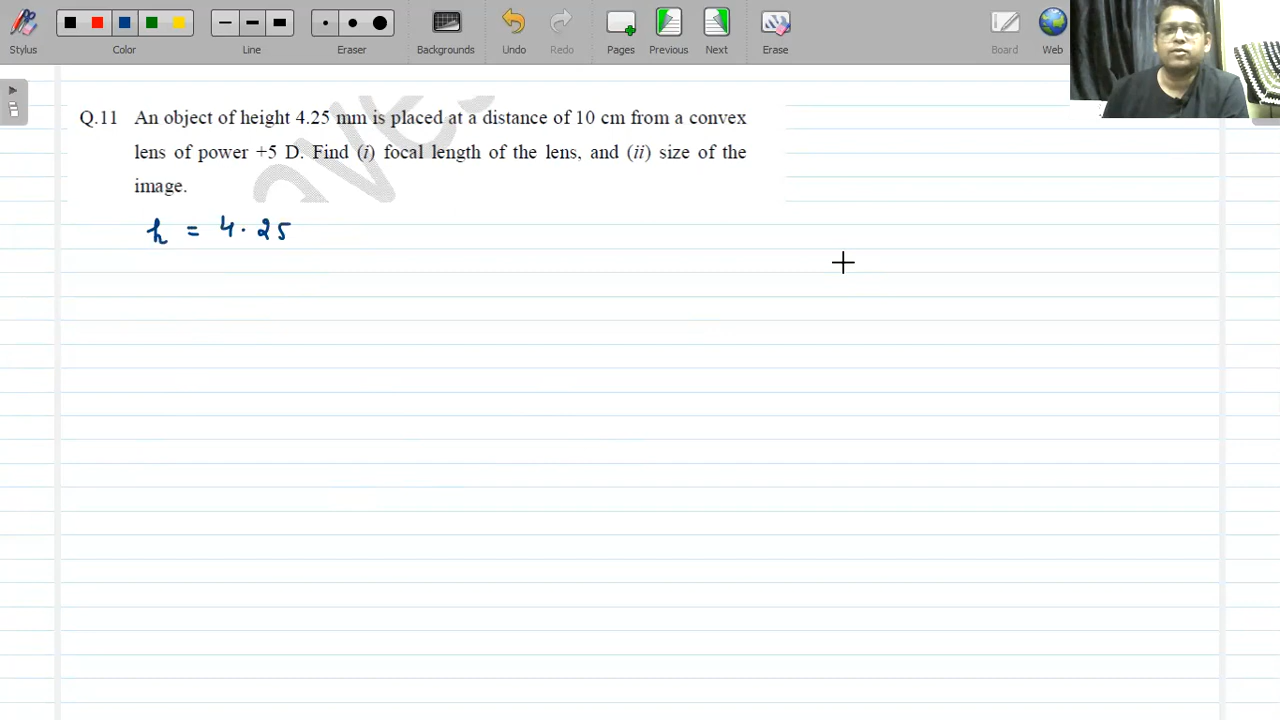 Stylus
Color
Line
Eraser
Backgrounds
Undo
Redo
Pages
Previous
Next
Erase
Board
Web
Q.11 An object of height 4.25 mm is placed at a distance of 10 cm from a convex
lens of power +5 D. Find (i) focal length of the lens, and (ii) size of the
image.
h = 4.25